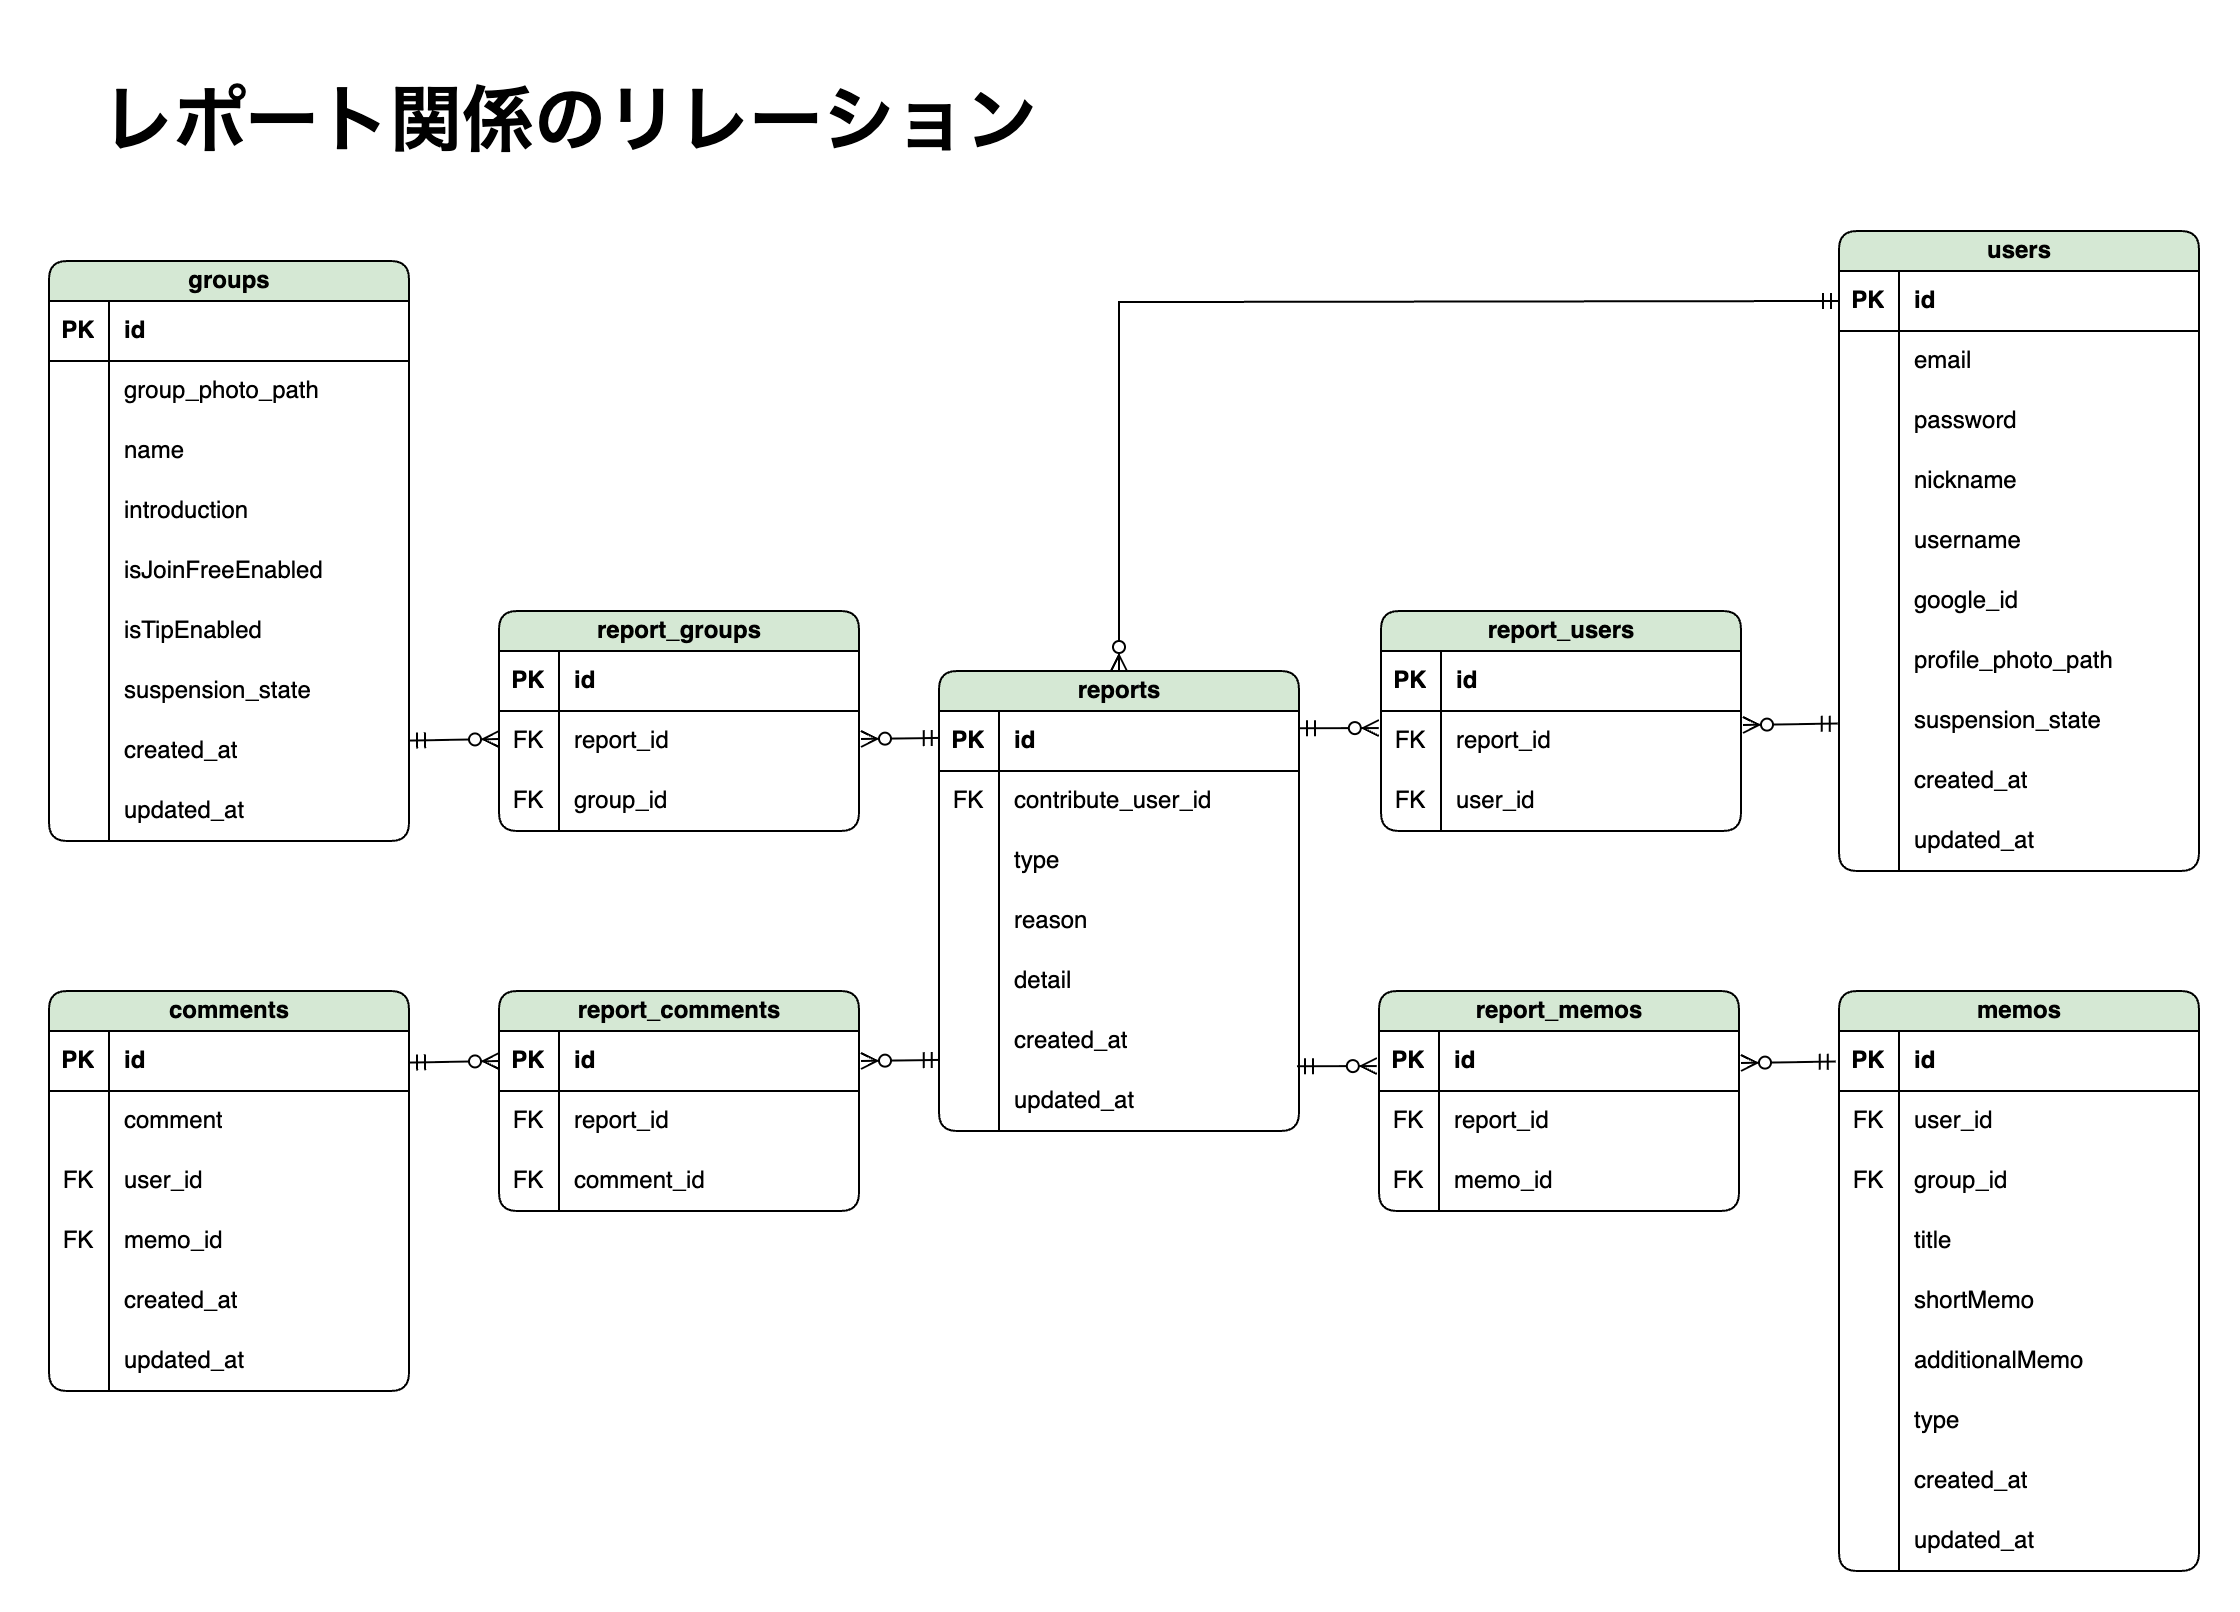 レポート関係のリレーション
groups
PK id
group_photo_path
name
introduction
isJoinFreeEnabled
isTipEnabled
suspension_state
created_at
updated_at
report_groups
PK id
FK report_id
FK group_id
reports
PK id
FK contribute_user_id
type
reason
detail
created_at
updated_at
report_users
PK id
FK report_id
FK user_id
users
PK id
email
password
nickname
username
google_id
profile_photo_path
suspension_state
created_at
updated_at
comments
PK id
comment
FK user_id
FK memo_id
created_at
updated_at
report_comments
PK id
FK report_id
FK comment_id
report_memos
PK id
FK report_id
FK memo_id
memos
PK id
FK user_id
FK group_id
title
shortMemo
additionalMemo
type
created_at
updated_at